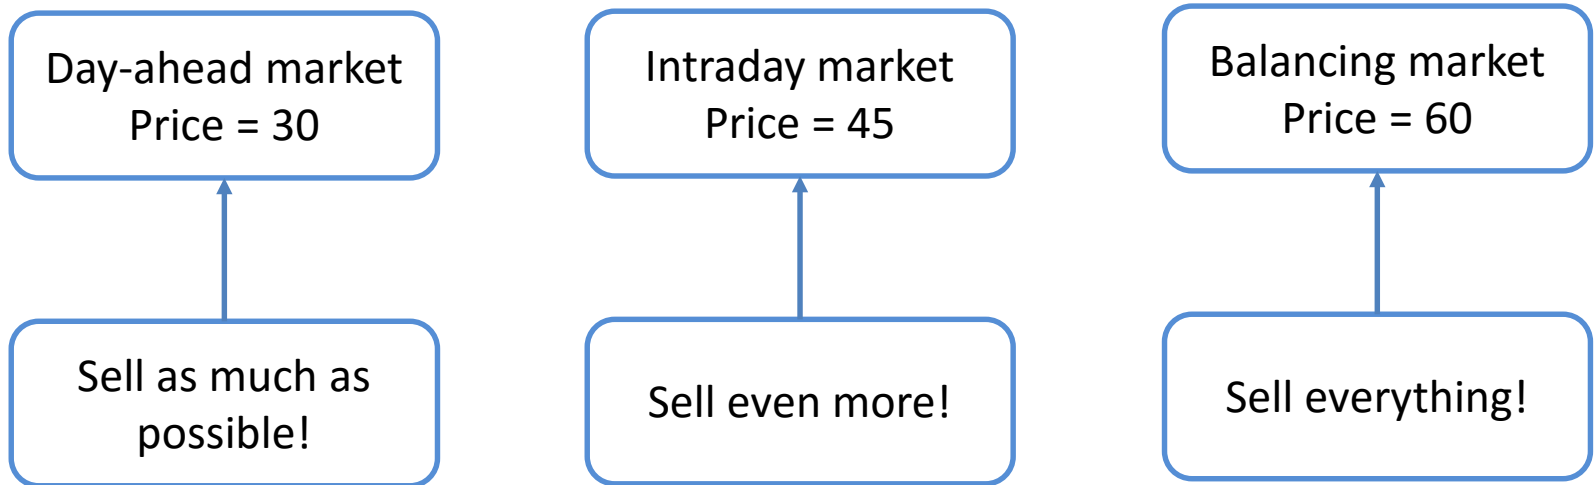 Day-ahead market
Price = 30
Intraday market
Price = 45
Balancing market
Price = 60
Sell as much as
possible!
Sell even more!
Sell everything!